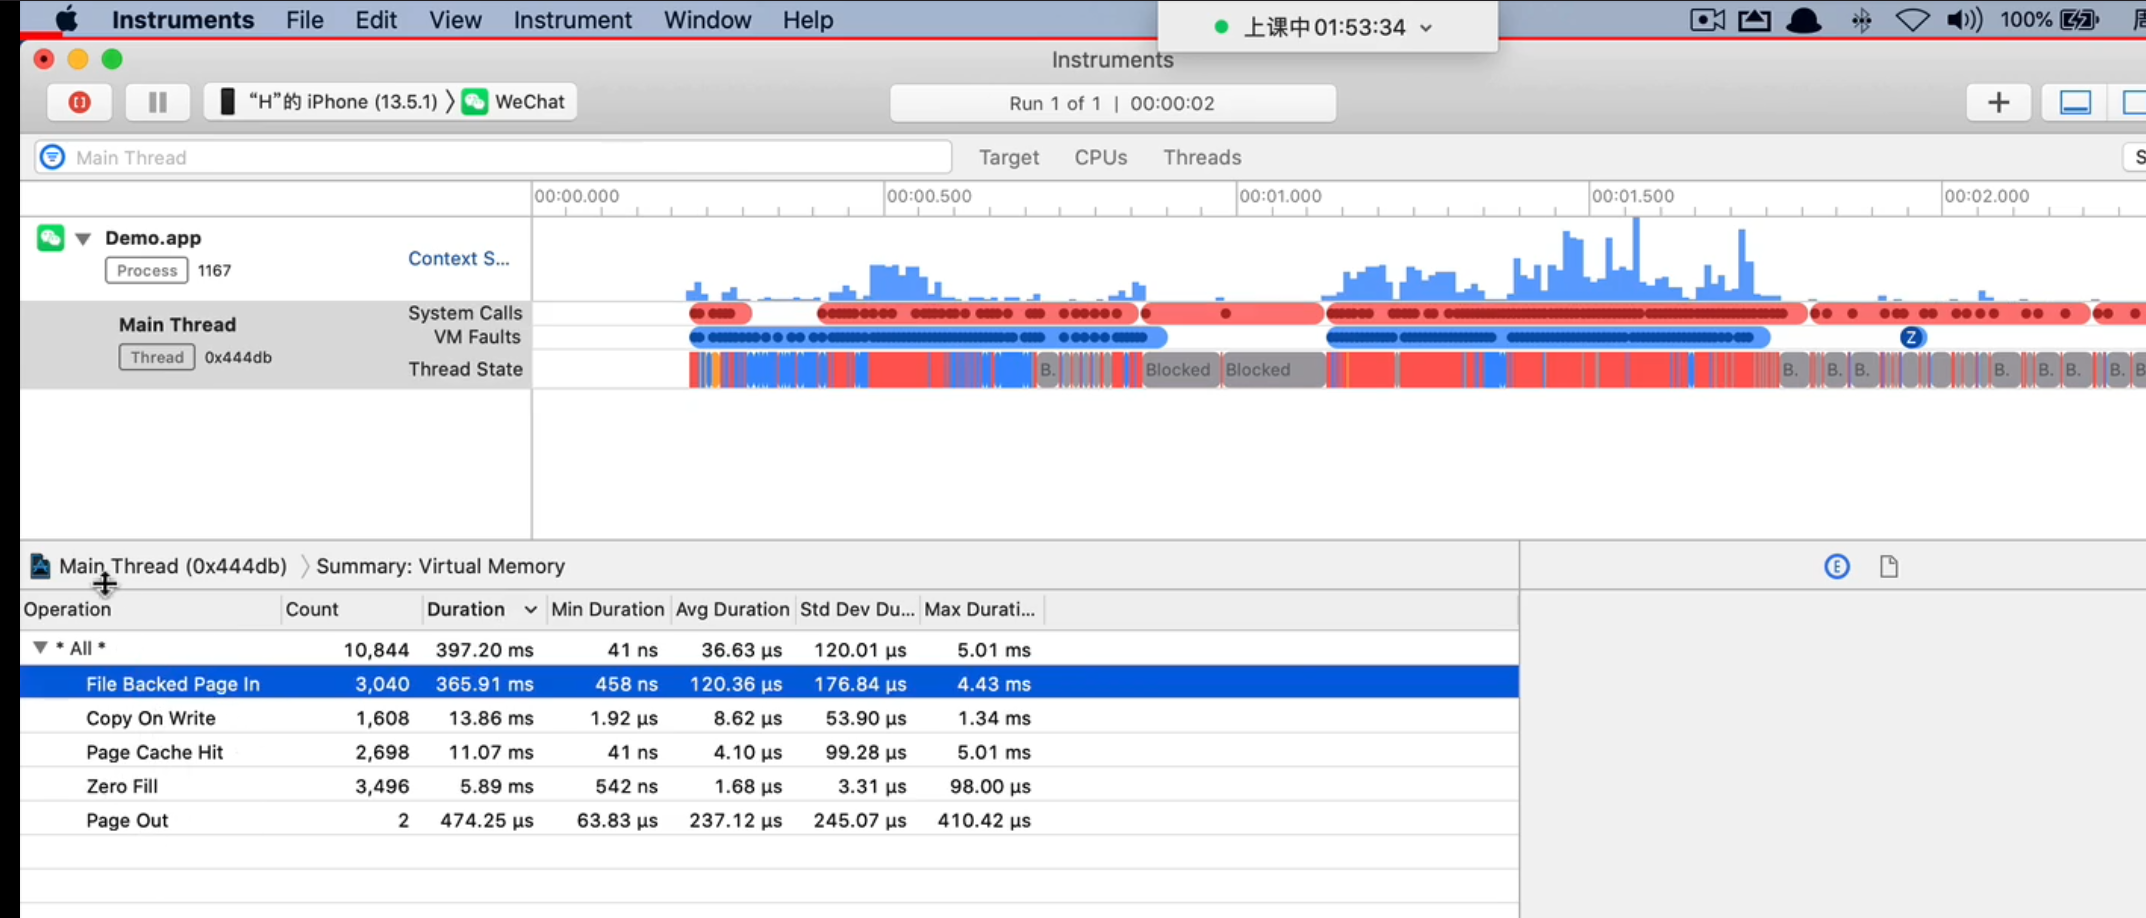 Instruments File Edit View Instrument Window Help
上课中 01:53:34
100%
Instruments
“H”的 iPhone (13.5.1) 〉 WeChat
Run 1 of 1 | 00:00:02
Main Thread
Target CPUs Threads
00:00.000 00:00.500 00:01.000 00:01.500 00:02.000
Demo.app
Process 1167
Context S...
Main Thread
Thread 0x444db
System Calls
VM Faults
Z
Thread State
B. Blocked Blocked B. B. B. B. B. B. B. B
Main Thread (0x444db) 〉 Summary: Virtual Memory
E
Operation Count Duration Min Duration Avg Duration Std Dev Du... Max Durati...
* All * 10,844 397.20 ms 41 ns 36.63 µs 120.01 µs 5.01 ms
File Backed Page In 3,040 365.91 ms 458 ns 120.36 µs 176.84 µs 4.43 ms
Copy On Write 1,608 13.86 ms 1.92 µs 8.62 µs 53.90 µs 1.34 ms
Page Cache Hit 2,698 11.07 ms 41 ns 4.10 µs 99.28 µs 5.01 ms
Zero Fill 3,496 5.89 ms 542 ns 1.68 µs 3.31 µs 98.00 µs
Page Out 2 474.25 µs 63.83 µs 237.12 µs 245.07 µs 410.42 µs